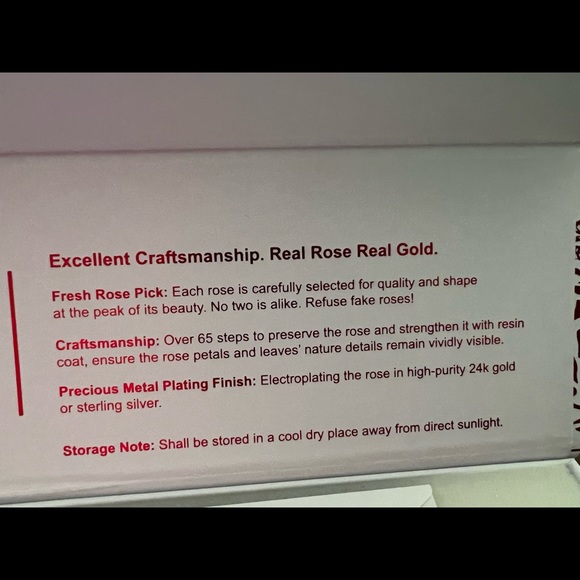 Excellent Craftsmanship. Real Rose Real Gold.
Fresh Rose Pick: Each rose is carefully selected for quality and shape
at the peak of its beauty. No two is alike. Refuse fake roses!
Craftsmanship: Over 65 steps to preserve the rose and strengthen it with resin
coat, ensure the rose petals and leaves' nature details remain vividly visible.
Precious Metal Plating Finish: Electroplating the rose in high-purity 24k gold
or sterling silver.
Storage Note: Shall be stored in a cool dry place away from direct sunlight.